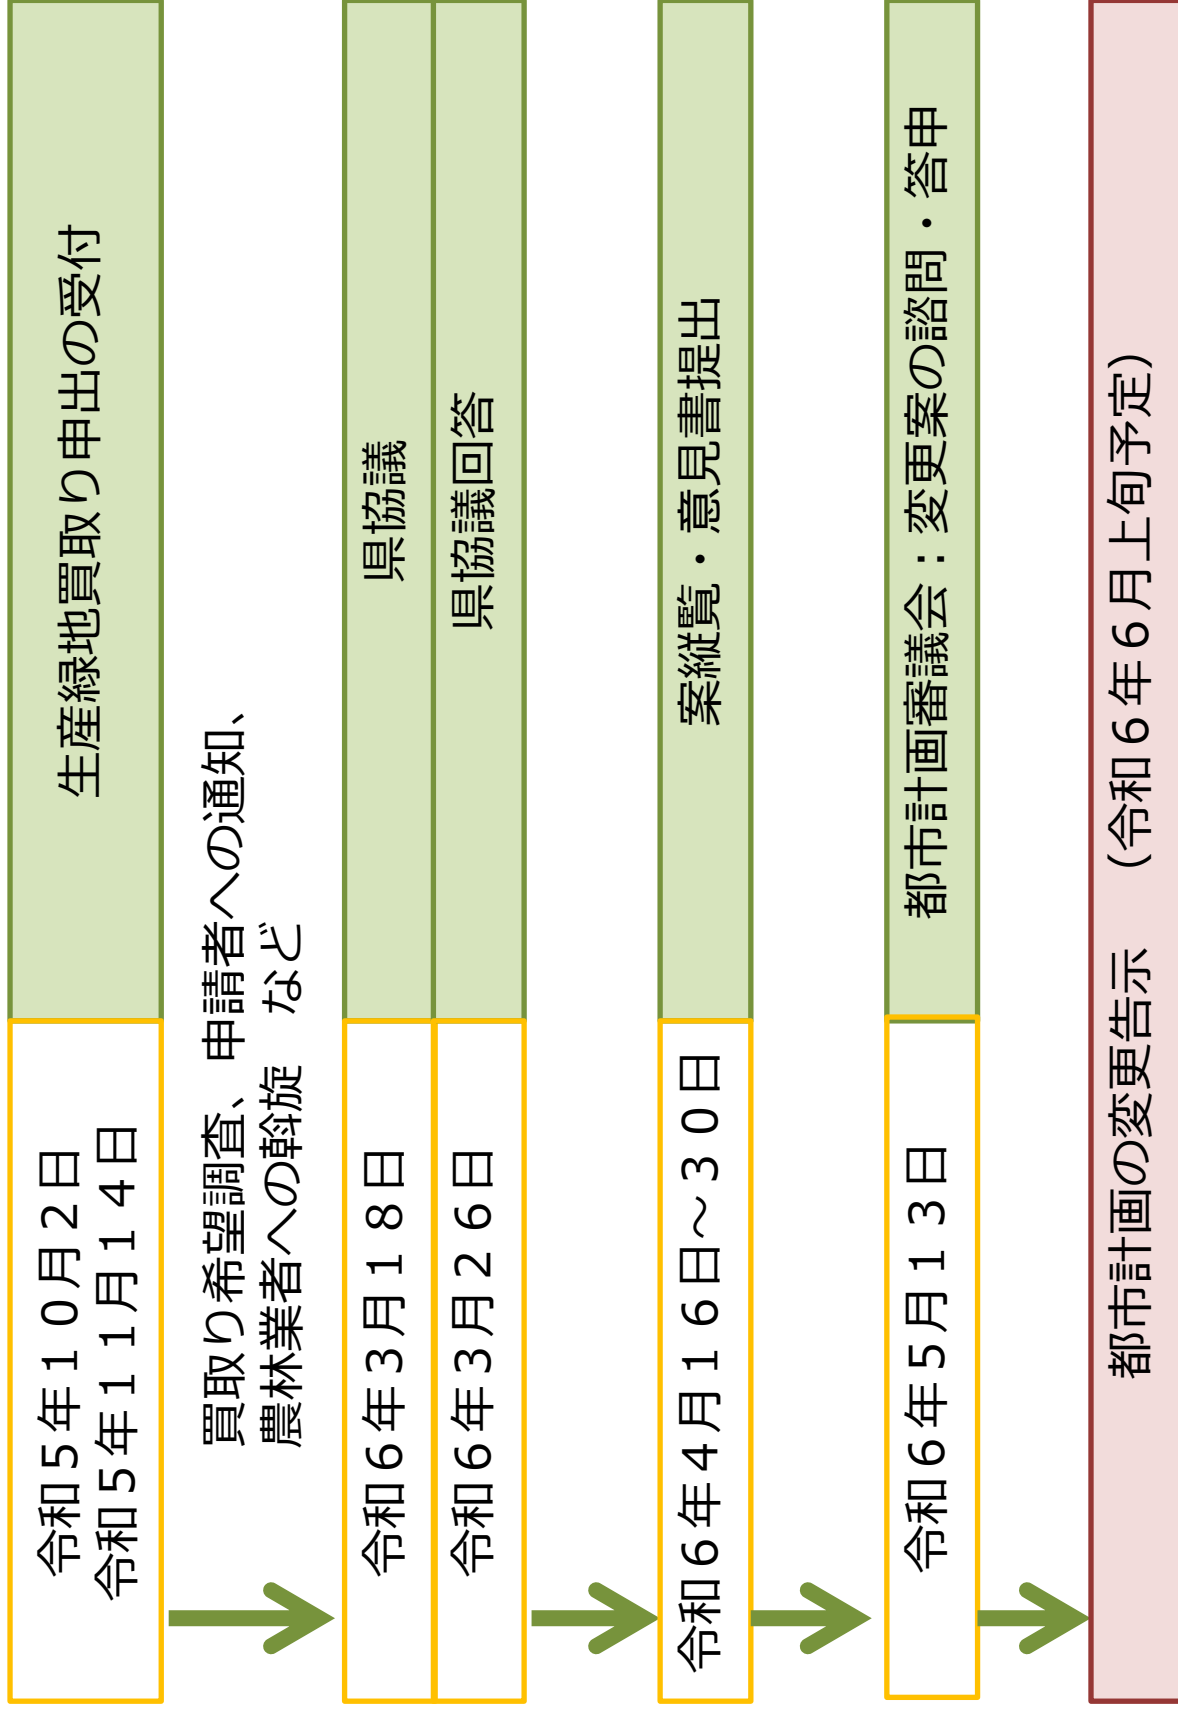 令和５年１０月２日
令和５年１１月１４日
生産緑地買取り申出の受付
買取り希望調査、申請者への通知、
農林業者への斡旋　など
令和６年３月１８日
県協議
令和６年３月２６日
県協議回答
令和６年４月１６日～３０日
案縦覧・意見書提出
令和６年５月１３日
都市計画審議会：変更案の諮問・答申
都市計画の変更告示　（令和６年６月上旬予定）